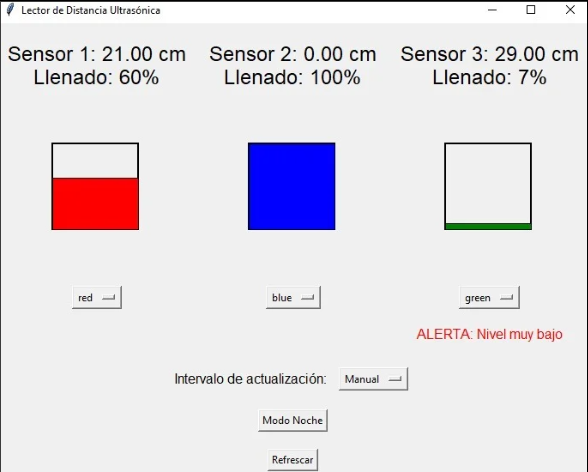 Lector de Distancia Ultrasónica
Sensor 1: 21.00 cm
Llenado: 60%
Sensor 2: 0.00 cm
Llenado: 100%
Sensor 3: 29.00 cm
Llenado: 7%
red
blue
green
ALERTA: Nivel muy bajo
Intervalo de actualización: Manual
Modo Noche
Refrescar